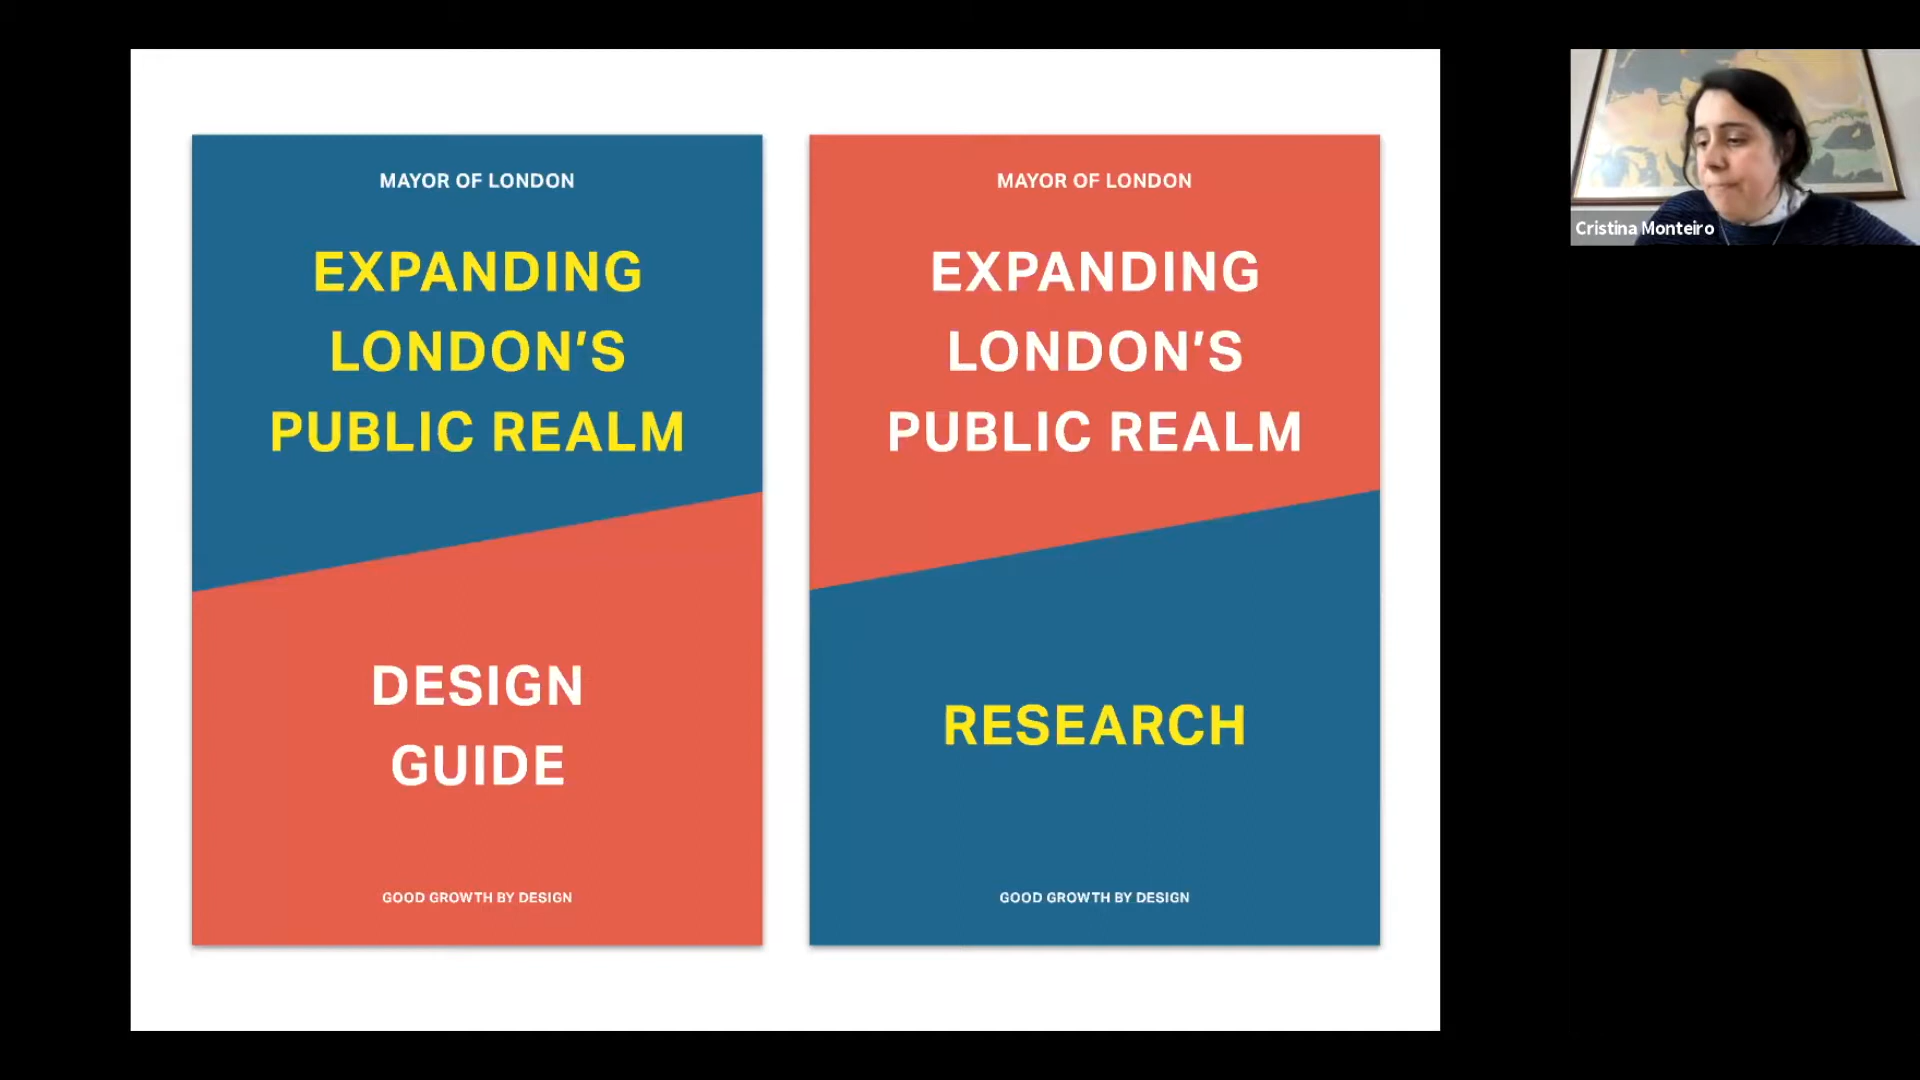 MAYOR OF LONDON
EXPANDING
LONDON'S
PUBLIC REALM
DESIGN
GUIDE
GOOD GROWTH BY DESIGN
MAYOR OF LONDON
EXPANDING
LONDON'S
PUBLIC REALM
RESEARCH
GOOD GROWTH BY DESIGN
Cristina Monteiro